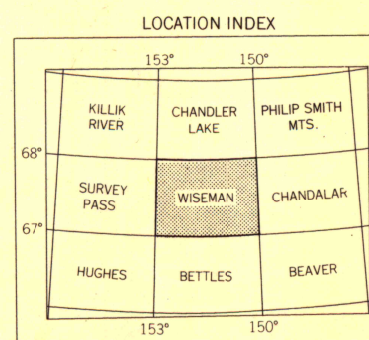 LOCATION INDEX
153° 150°
KILLIK
RIVER
CHANDLER
LAKE
PHILIP SMITH
MTS.
68°
SURVEY
PASS
WISEMAN
CHANDALAR
67°
HUGHES
BETTLES
BEAVER
153° 150°